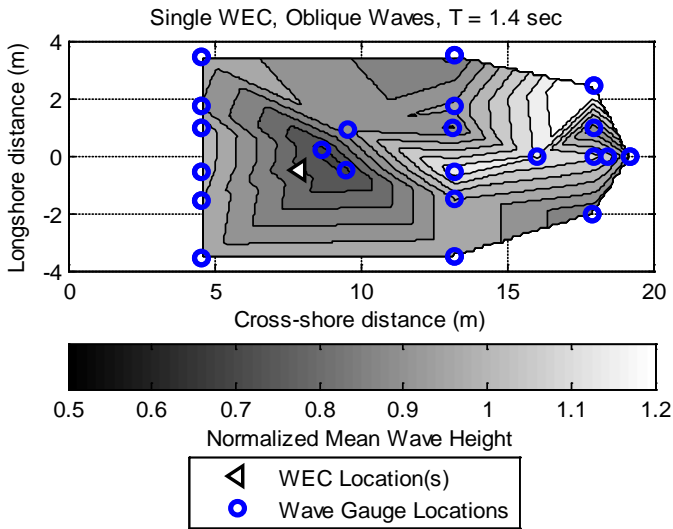 Single WEC, Oblique Waves, T = 1.4 sec
4
2
0
-2
-4
Longshore distance (m)
0 5 10 15 20
Cross-shore distance (m)
0.5 0.6 0.7 0.8 0.9 1 1.1 1.2
Normalized Mean Wave Height
WEC Location(s)
Wave Gauge Locations